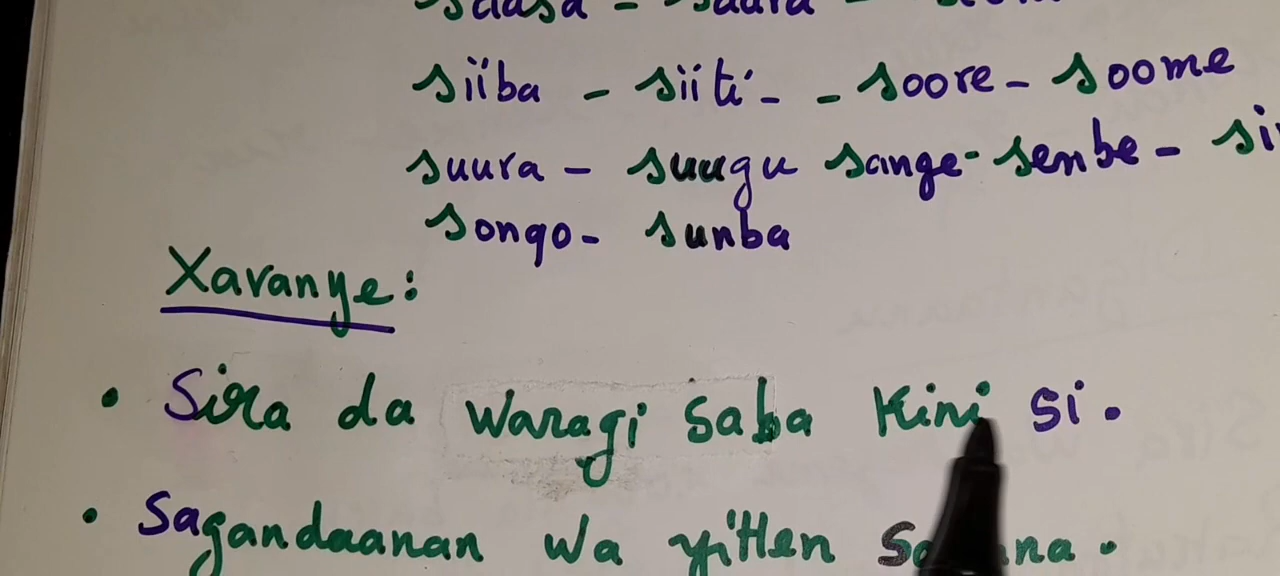 siiba - siiti - - soore - soome
suura - suugu sange - senbe -
songo - sunba
Xaranye:
• Sira da waragi saba kini si.
• Sagandaanan wa yitten